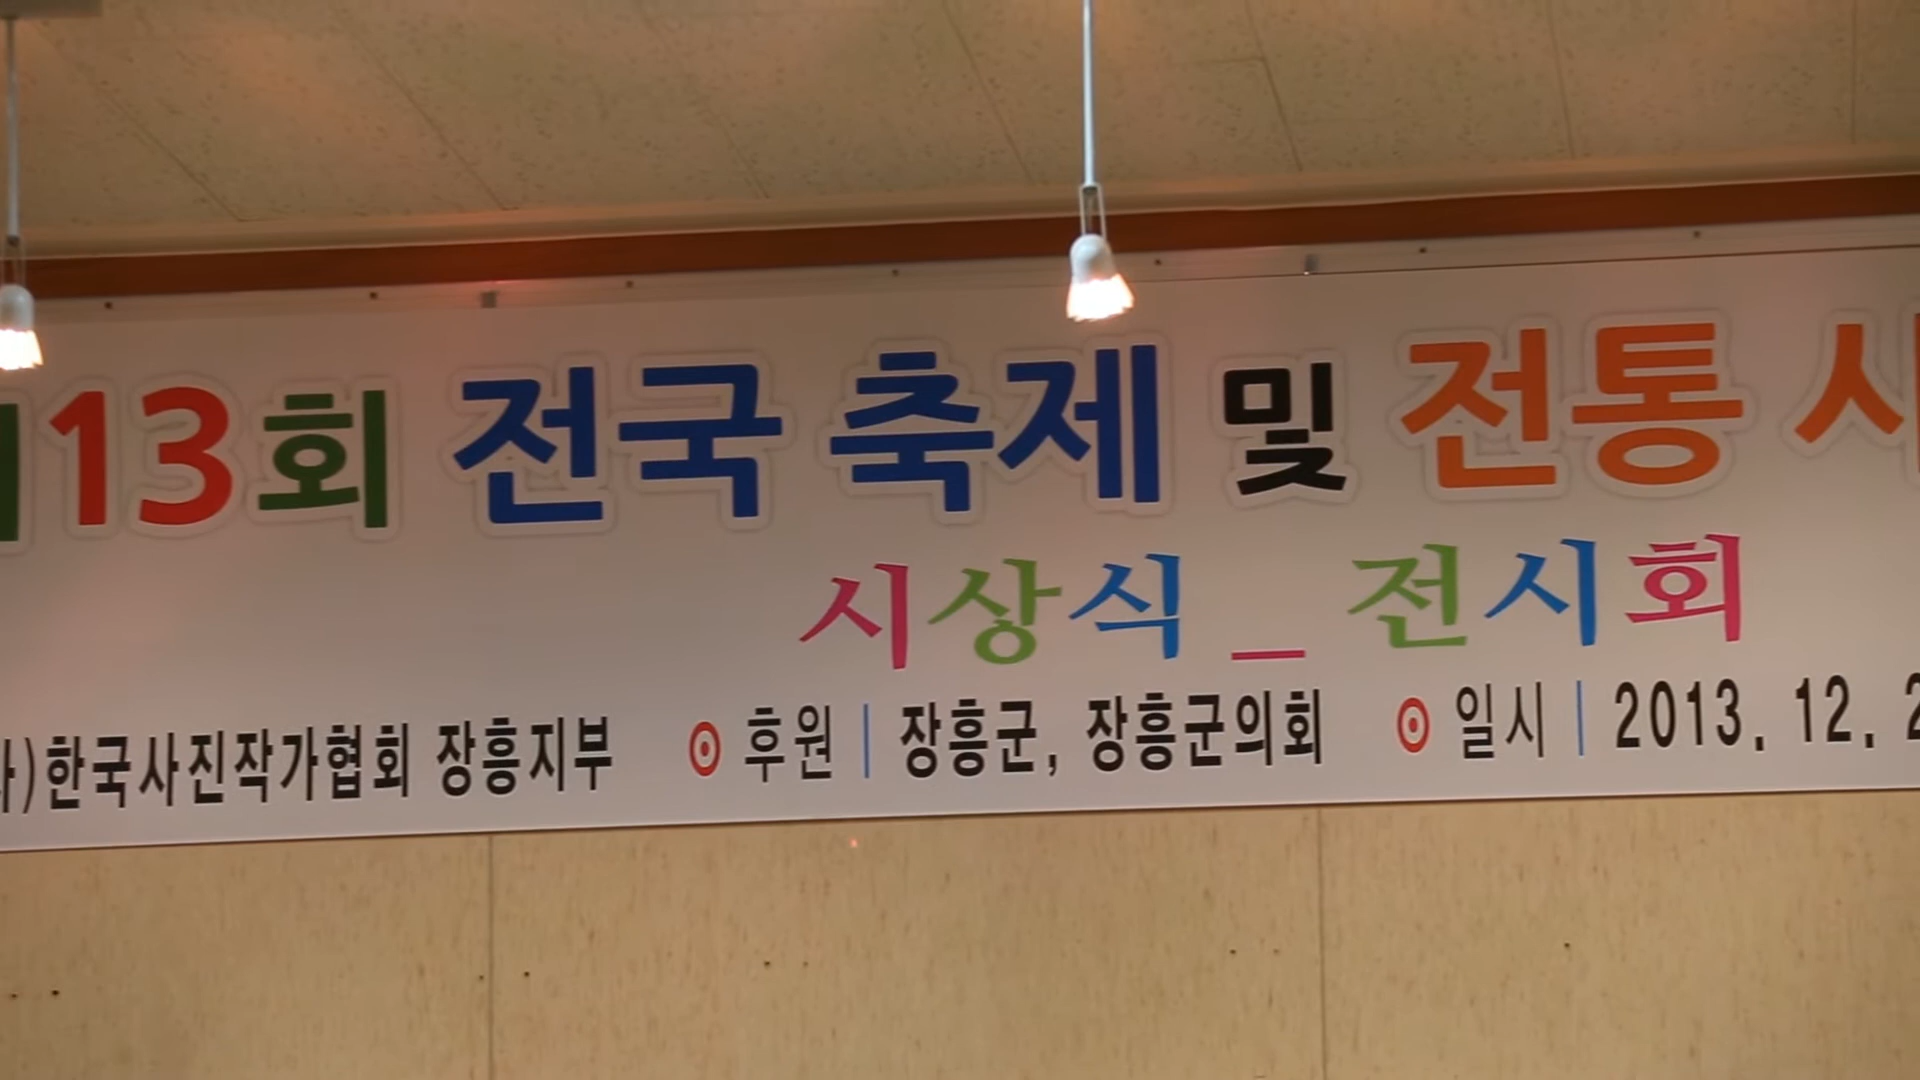 13회 전국 축제 및 전통
시상식 _ 전시회
)한국사진작가협회 장흥지부 후원 | 장흥군, 장흥군의회 일시 | 2013. 12.